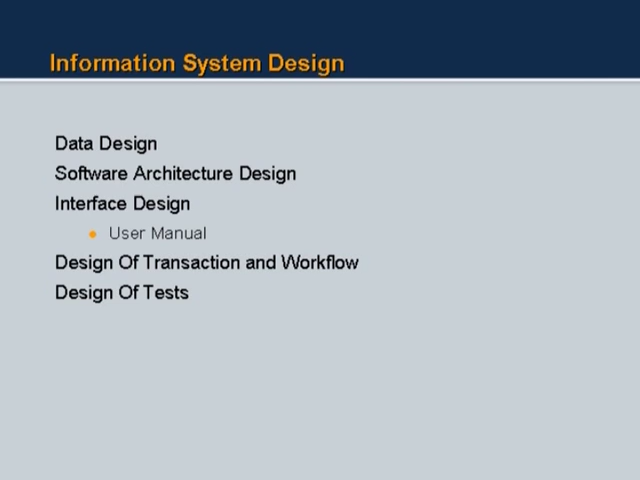 Information System Design
Data Design
Software Architecture Design
Interface Design
User Manual
Design Of Transaction and Workflow
Design Of Tests